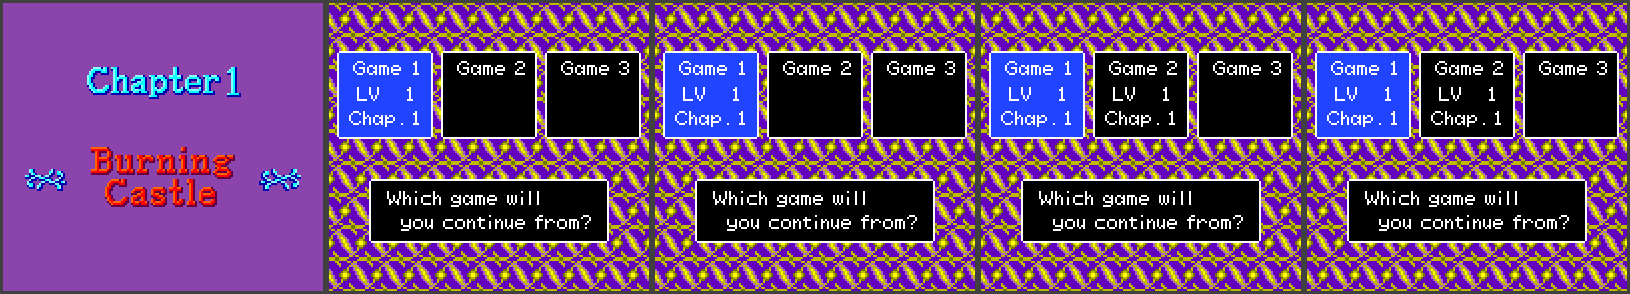 Chapter 1
Burning
Castle
Game 1
LV 1
Chap.1
Game 2
Game 3
Which game will
you continue from?
Game 1
LV 1
Chap.1
Game 2
Game 3
Which game will
you continue from?
Game 1
LV 1
Chap.1
Game 2
LV 1
Chap.1
Game 3
Which game will
you continue from?
Game 1
LV 1
Chap.1
Game 2
LV 1
Chap.1
Game 3
Which game will
you continue from?